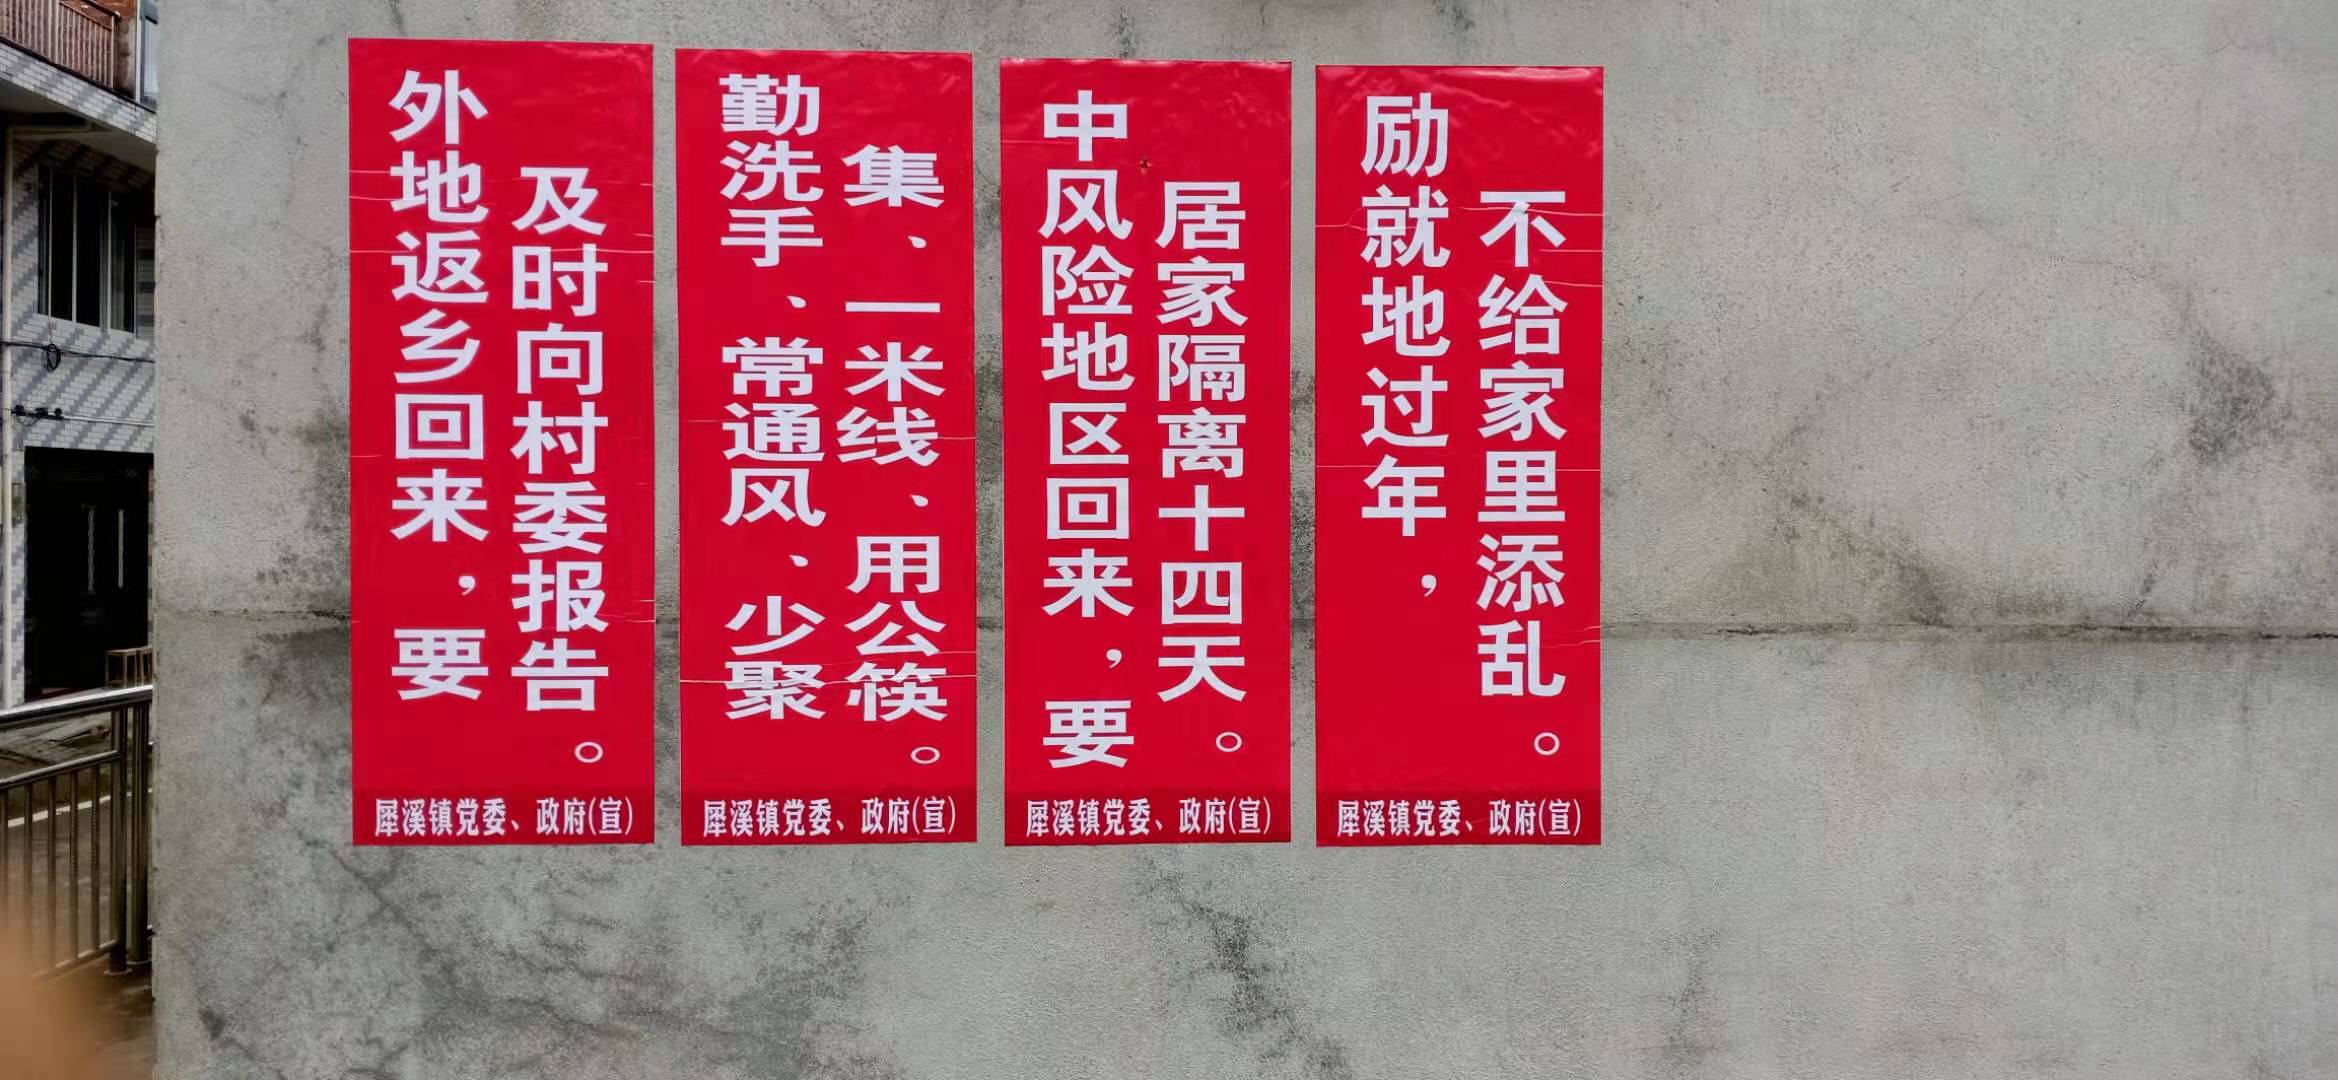 外地返乡回来，要
及时向村委报告。
犀溪镇党委、政府(宣)
勤洗手、常通风、少聚
集、一米线、用公筷。
犀溪镇党委、政府(宣)
中风险地区回来，要
居家隔离十四天。
犀溪镇党委、政府(宣)
励就地过年，
不给家里添乱。
犀溪镇党委、政府(宣)